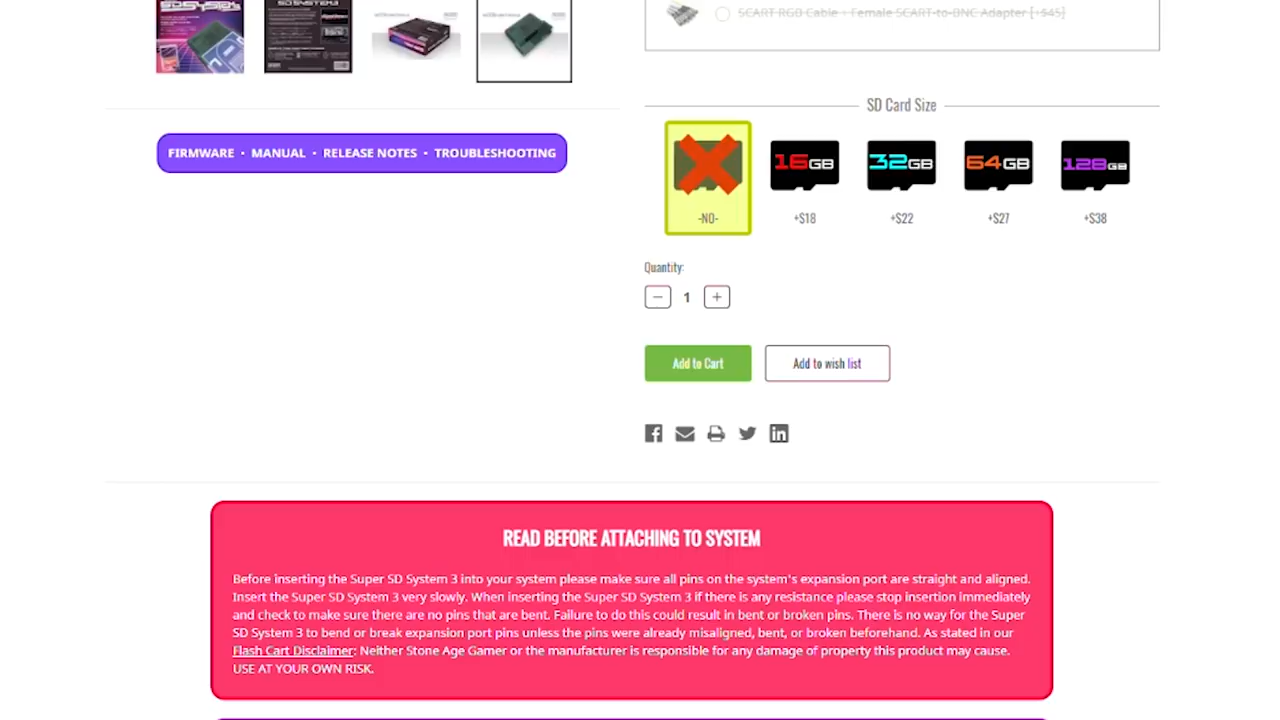 SCART RGB Cable + Female SCART-to-BNC Adapter [+$45]
SD Card Size
16GB
32GB
64GB
128GB
-NO-
+$18
+$22
+$27
+$38
FIRMWARE · MANUAL · RELEASE NOTES · TROUBLESHOOTING
Quantity:
1
Add to Cart
Add to wish list
READ BEFORE ATTACHING TO SYSTEM
Before inserting the Super SD System 3 into your system please make sure all pins on the system's expansion port are straight and aligned.
Insert the Super SD System 3 very slowly. When inserting the Super SD System 3 if there is any resistance please stop insertion immediately
and check to make sure there are no pins that are bent. Failure to do this could result in bent or broken pins. There is no way for the Super
SD System 3 to bend or break expansion port pins unless the pins were already misaligned, bent, or broken beforehand. As stated in our
Flash Cart Disclaimer: Neither Stone Age Gamer or the manufacturer is responsible for any damage of property this product may cause.
USE AT YOUR OWN RISK.